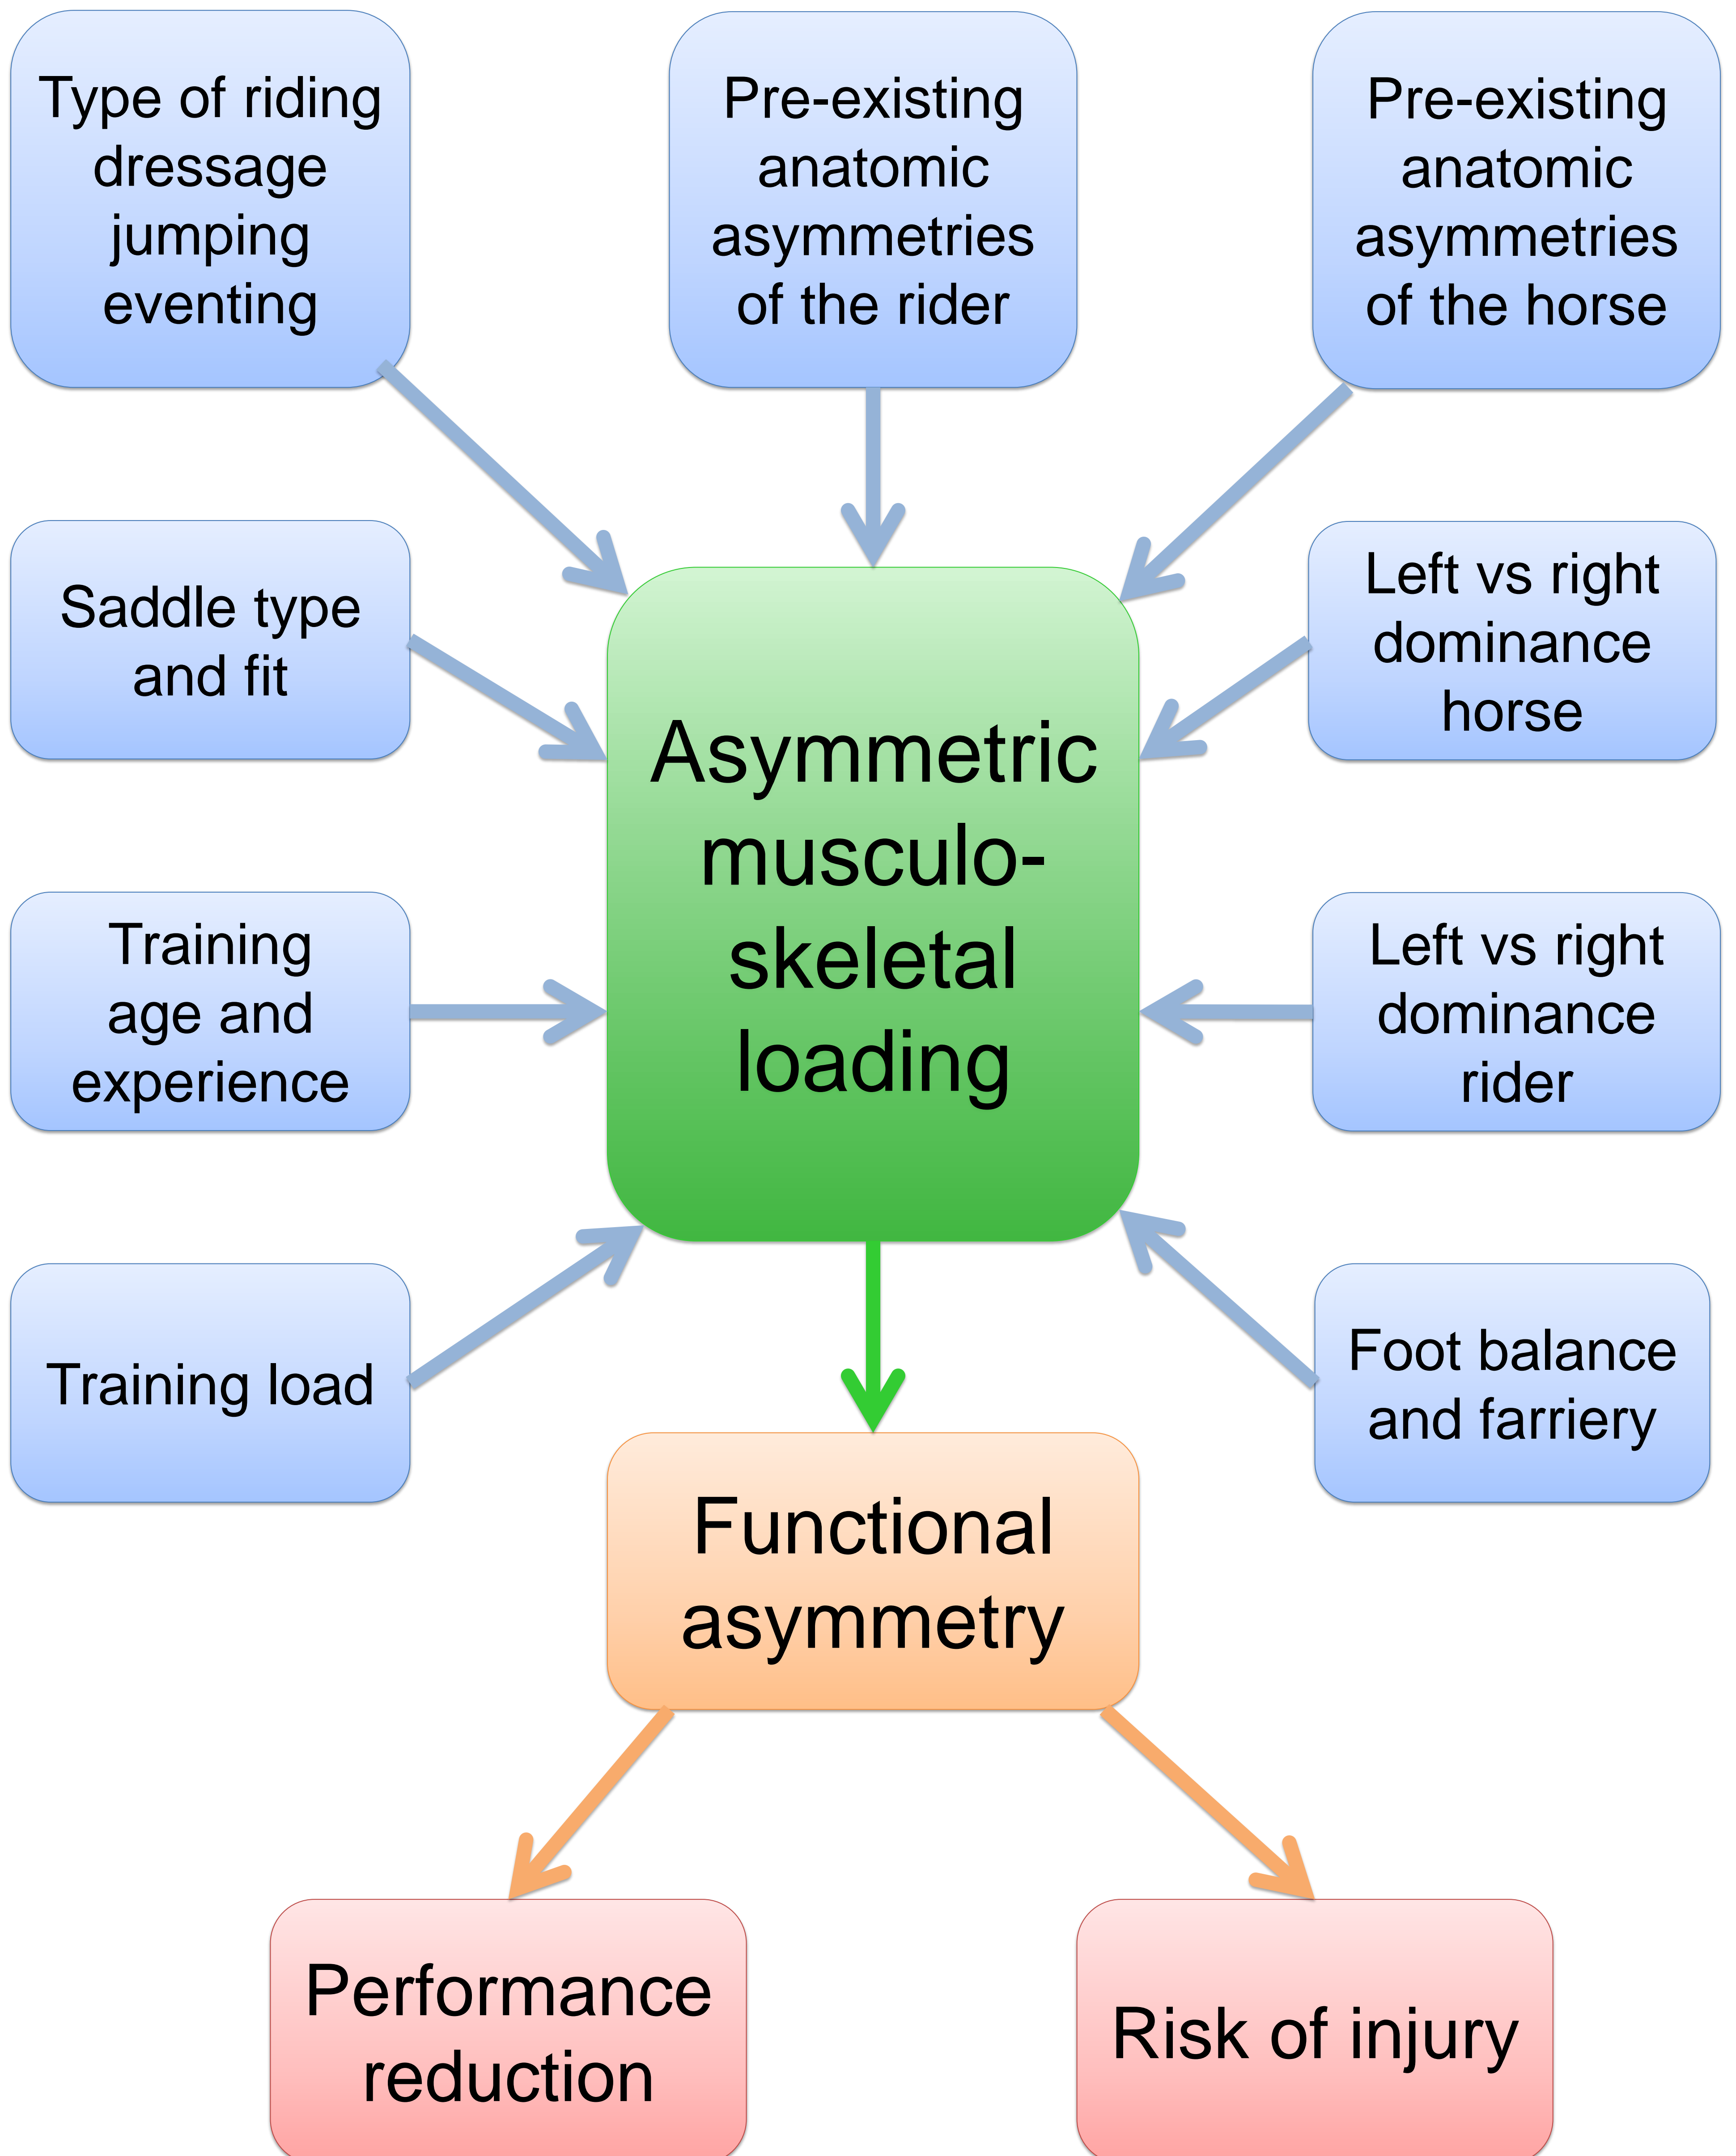 Type of riding
dressage
jumping
eventing
Pre-existing
anatomic
asymmetries
of the rider
Pre-existing
anatomic
asymmetries
of the horse
Saddle type
and fit
Left vs right
dominance
horse
Asymmetric
musculo-
skeletal
loading
Training
age and
experience
Left vs right
dominance
rider
Training load
Foot balance
and farriery
Functional
asymmetry
Performance
reduction
Risk of injury